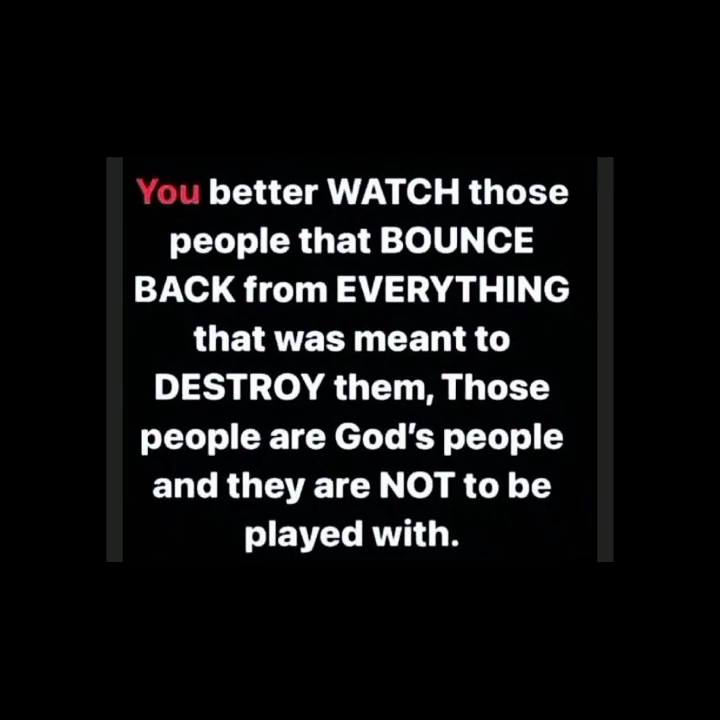 You better WATCH those
people that BOUNCE
BACK from EVERYTHING
that was meant to
DESTROY them, Those
people are God's people
and they are NOT to be
played with.